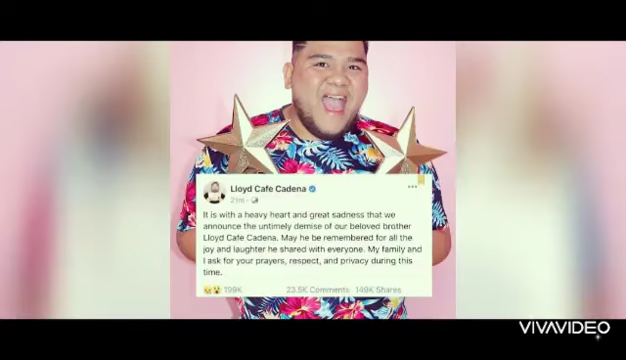 Lloyd Cafe Cadena
21m
It is with a heavy heart and great sadness that we
announce the untimely demise of our beloved brother
Lloyd Cafe Cadena. May he be remembered for all the
joy and laughter he shared with everyone. My family and
I ask for your prayers, respect, and privacy during this
time.
199K 23.5K Comments 149K Shares
VIVAVIDEO